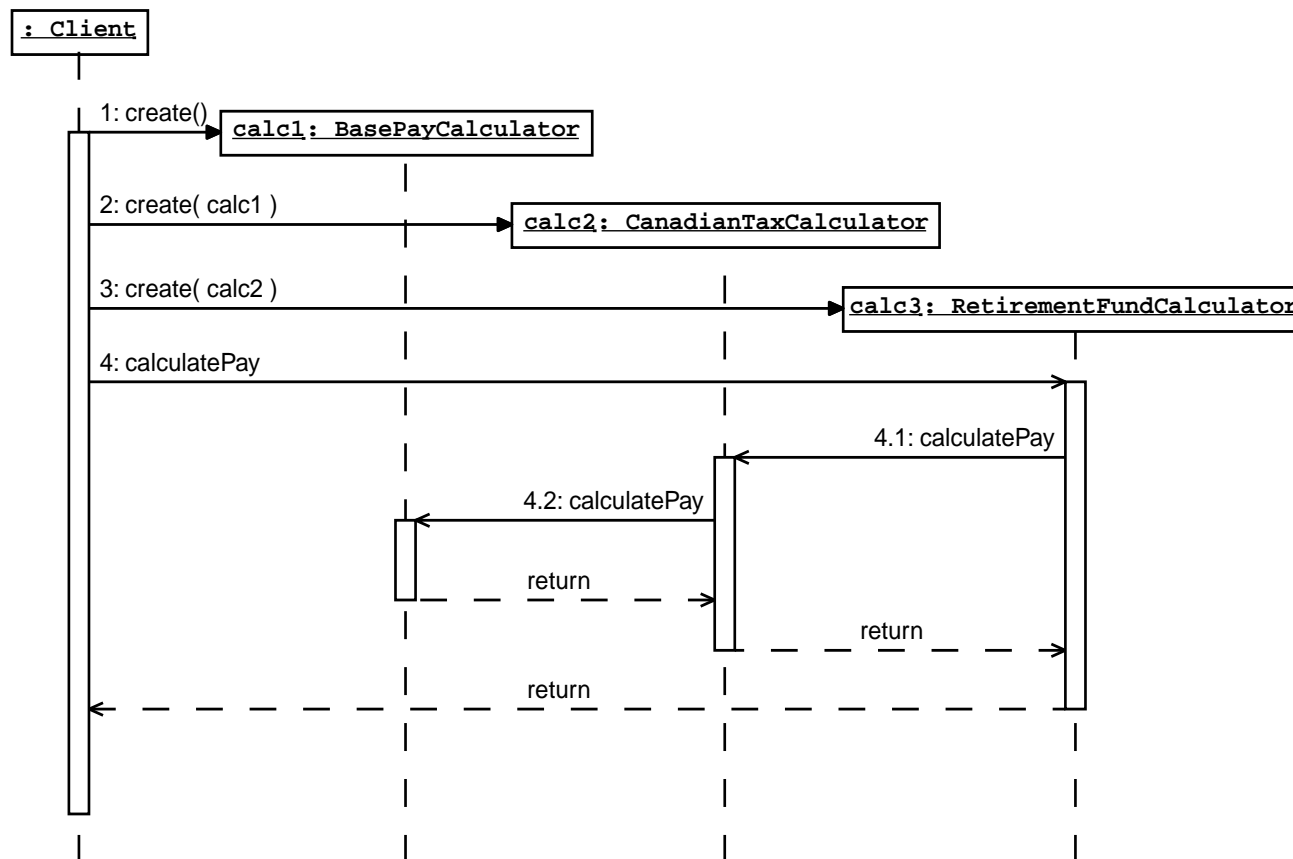 : Client
1: create()
calc1: BasePayCalculator
2: create( calc1 )
calc2: CanadianTaxCalculator
3: create( calc2 )
calc3: RetirementFundCalculator
4: calculatePay
4.1: calculatePay
4.2: calculatePay
return
return
return